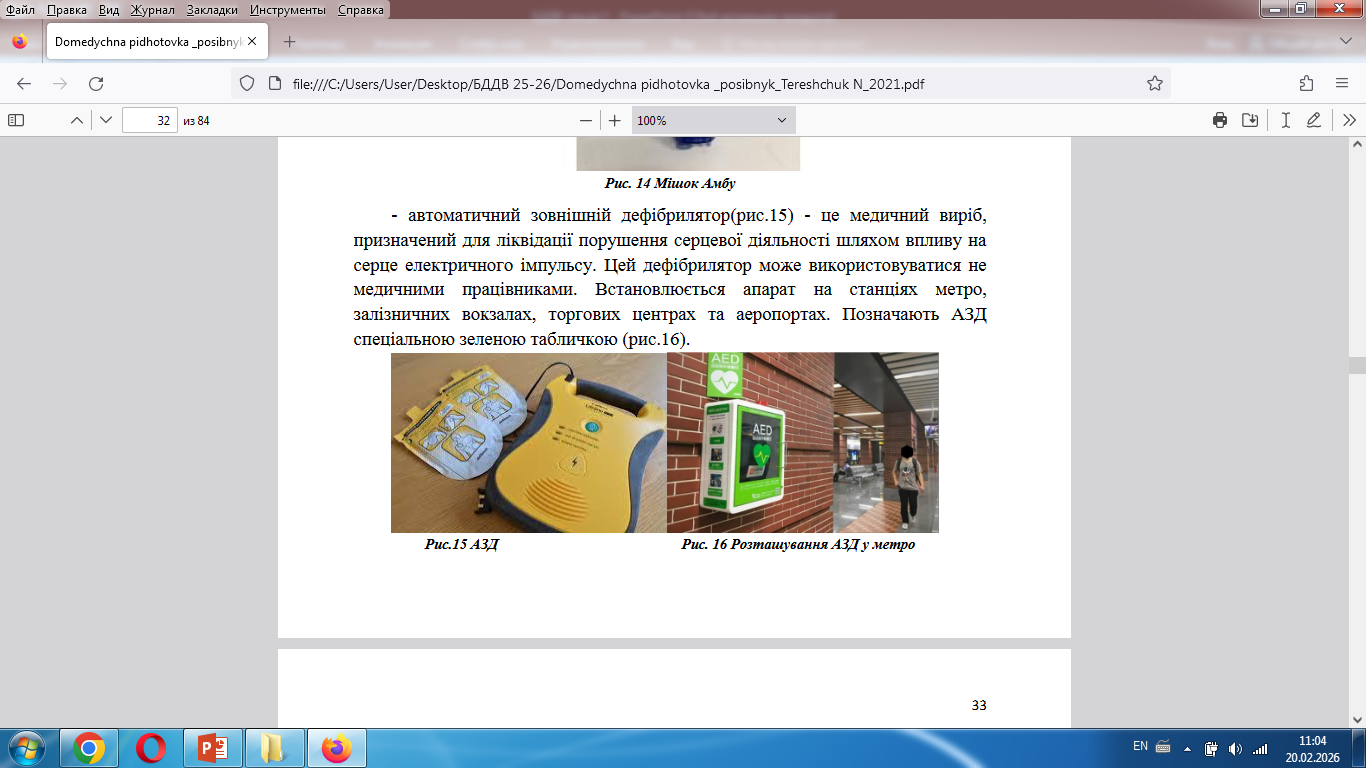 Файл Правка Вид Журнал Закладки Инструменты Справка
Domedychna pidhotovka _posibnyk
file:///C:/Users/User/Desktop/БДДВ 25-26/Domedychna pidhotovka _posibnyk_Tereshchuk N_2021.pdf
32 из 84
100%
Рис. 14 Мішок Амбу
- автоматичний зовнішній дефібрилятор(рис.15) - це медичний виріб,
призначений для ліквідації порушення серцевої діяльності шляхом впливу на
серце електричного імпульсу. Цей дефібрилятор може використовуватися не
медичними працівниками. Встановлюється апарат на станціях метро,
залізничних вокзалах, торгових центрах та аеропортах. Позначають АЗД
спеціальною зеленою табличкою (рис.16).
AED
AED
Рис.15 АЗД
Рис. 16 Розташування АЗД у метро
33
EN
11:04
20.02.2026